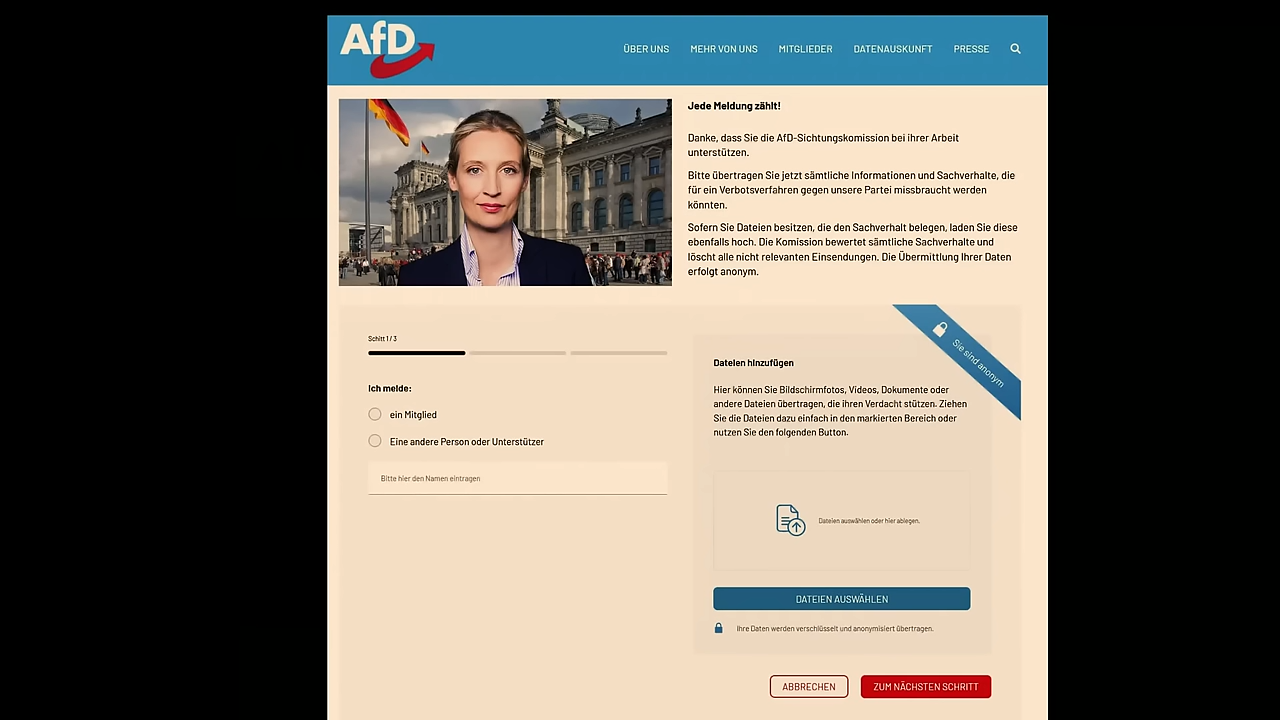 AfD
ÜBER UNS MEHR VON UNS MITGLIEDER DATENAUSKUNFT PRESSE
Jede Meldung zählt!
Danke, dass Sie die AfD-Sichtungskomission bei ihrer Arbeit
unterstützen.
Bitte übertragen Sie jetzt sämtliche Informationen und Sachverhalte, die
für ein Verbotsverfahren gegen unsere Partei missbraucht werden
könnten.
Sofern Sie Dateien besitzen, die den Sachverhalt belegen, laden Sie diese
ebenfalls hoch. Die Komission bewertet sämtliche Sachverhalte und
löscht alle nicht relevanten Einsendungen. Die Übermittlung Ihrer Daten
erfolgt anonym.
Schitt 1 / 3
Ich melde:
ein Mitglied
Eine andere Person oder Unterstützer
Bitte hier den Namen eintragen
Sie sind anonym
Dateien hinzufügen
Hier können Sie Bildschirmfotos, Videos, Dokumente oder
andere Dateien übertragen, die ihren Verdacht stützen. Ziehen
Sie die Dateien dazu einfach in den markierten Bereich oder
nutzen Sie den folgenden Button.
Dateien auswählen oder hier ablegen.
DATEIEN AUSWÄHLEN
Ihre Daten werden verschlüsselt und anonymisiert übertragen.
ABBRECHEN ZUM NÄCHSTEN SCHRITT